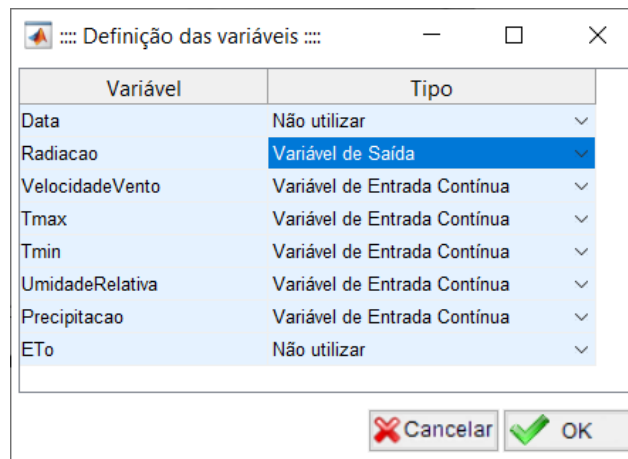 :::: Definição das variáveis ::::
Variável Tipo
Data Não utilizar
Radiacao Variável de Saída
VelocidadeVento Variável de Entrada Contínua
Tmax Variável de Entrada Contínua
Tmin Variável de Entrada Contínua
UmidadeRelativa Variável de Entrada Contínua
Precipitacao Variável de Entrada Contínua
ETo Não utilizar
Cancelar OK